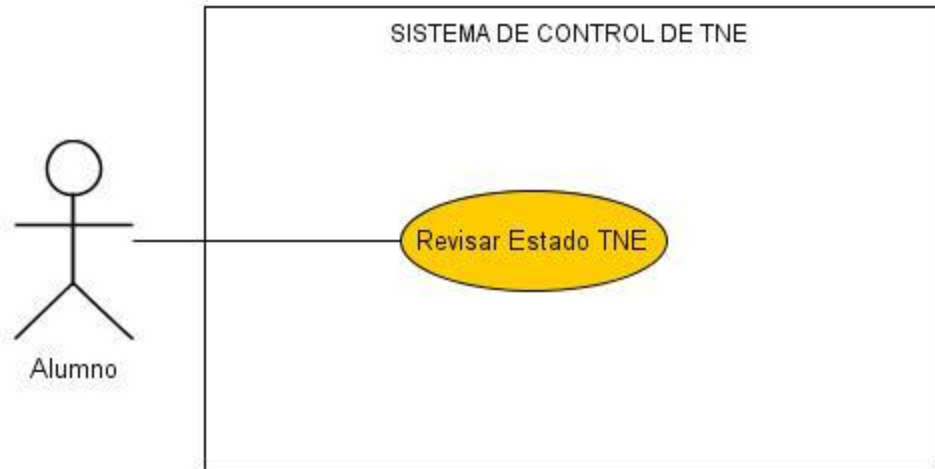 SISTEMA DE CONTROL DE TNE
Revisar Estado TNE
Alumno